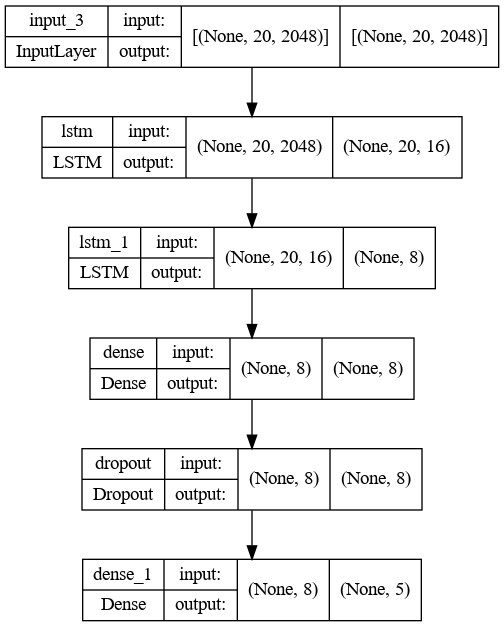 input_3 input: [(None, 20, 2048)] [(None, 20, 2048)]
InputLayer output:
lstm input: (None, 20, 2048) (None, 20, 16)
LSTM output:
lstm_1 input: (None, 20, 16) (None, 8)
LSTM output:
dense input: (None, 8) (None, 8)
Dense output:
dropout input: (None, 8) (None, 8)
Dropout output:
dense_1 input: (None, 8) (None, 5)
Dense output: